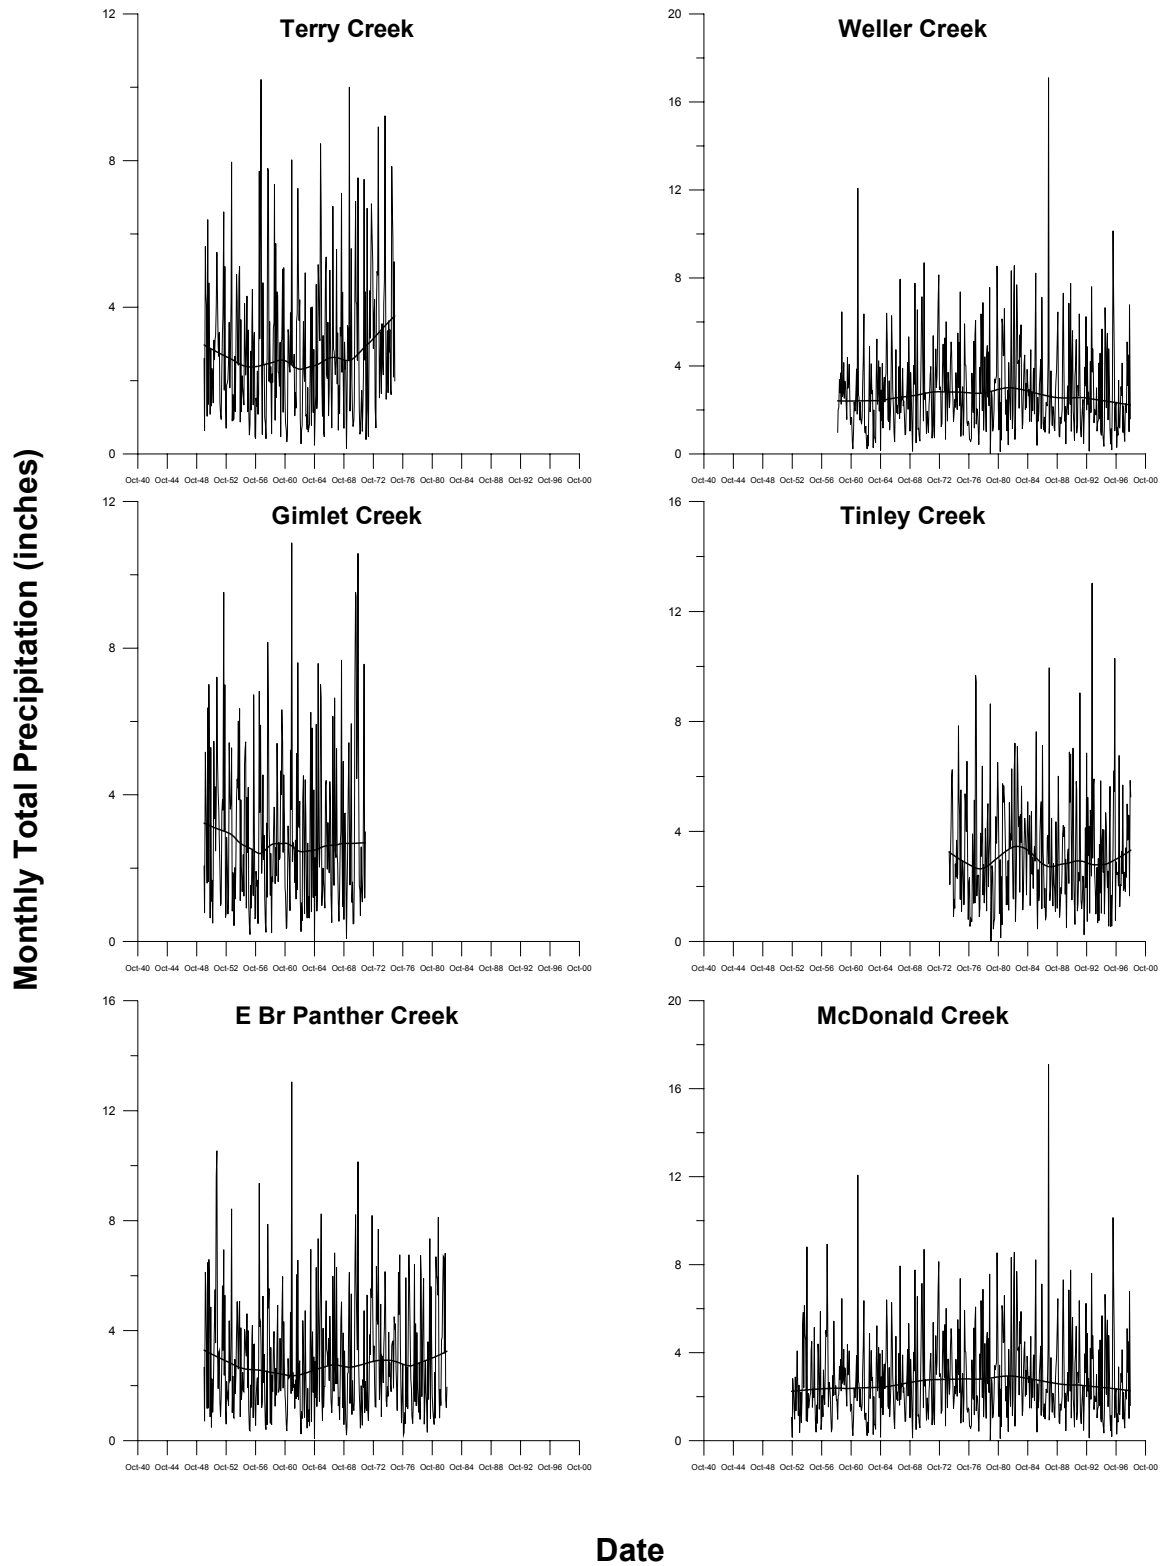 Monthly Total Precipitation (inches)
Terry Creek
12
8
4
0
Oct-40 Oct-44 Oct-48 Oct-52 Oct-56 Oct-60 Oct-64 Oct-68 Oct-72 Oct-76 Oct-80 Oct-84 Oct-88 Oct-92 Oct-96 Oct-00
Weller Creek
20
16
12
8
4
0
Oct-40 Oct-44 Oct-48 Oct-52 Oct-56 Oct-60 Oct-64 Oct-68 Oct-72 Oct-76 Oct-80 Oct-84 Oct-88 Oct-92 Oct-96 Oct-00
Gimlet Creek
12
8
4
0
Oct-40 Oct-44 Oct-48 Oct-52 Oct-56 Oct-60 Oct-64 Oct-68 Oct-72 Oct-76 Oct-80 Oct-84 Oct-88 Oct-92 Oct-96 Oct-00
Tinley Creek
16
12
8
4
0
Oct-40 Oct-44 Oct-48 Oct-52 Oct-56 Oct-60 Oct-64 Oct-68 Oct-72 Oct-76 Oct-80 Oct-84 Oct-88 Oct-92 Oct-96 Oct-00
E Br Panther Creek
16
12
8
4
0
Oct-40 Oct-44 Oct-48 Oct-52 Oct-56 Oct-60 Oct-64 Oct-68 Oct-72 Oct-76 Oct-80 Oct-84 Oct-88 Oct-92 Oct-96 Oct-00
McDonald Creek
20
16
12
8
4
0
Oct-40 Oct-44 Oct-48 Oct-52 Oct-56 Oct-60 Oct-64 Oct-68 Oct-72 Oct-76 Oct-80 Oct-84 Oct-88 Oct-92 Oct-96 Oct-00
Date